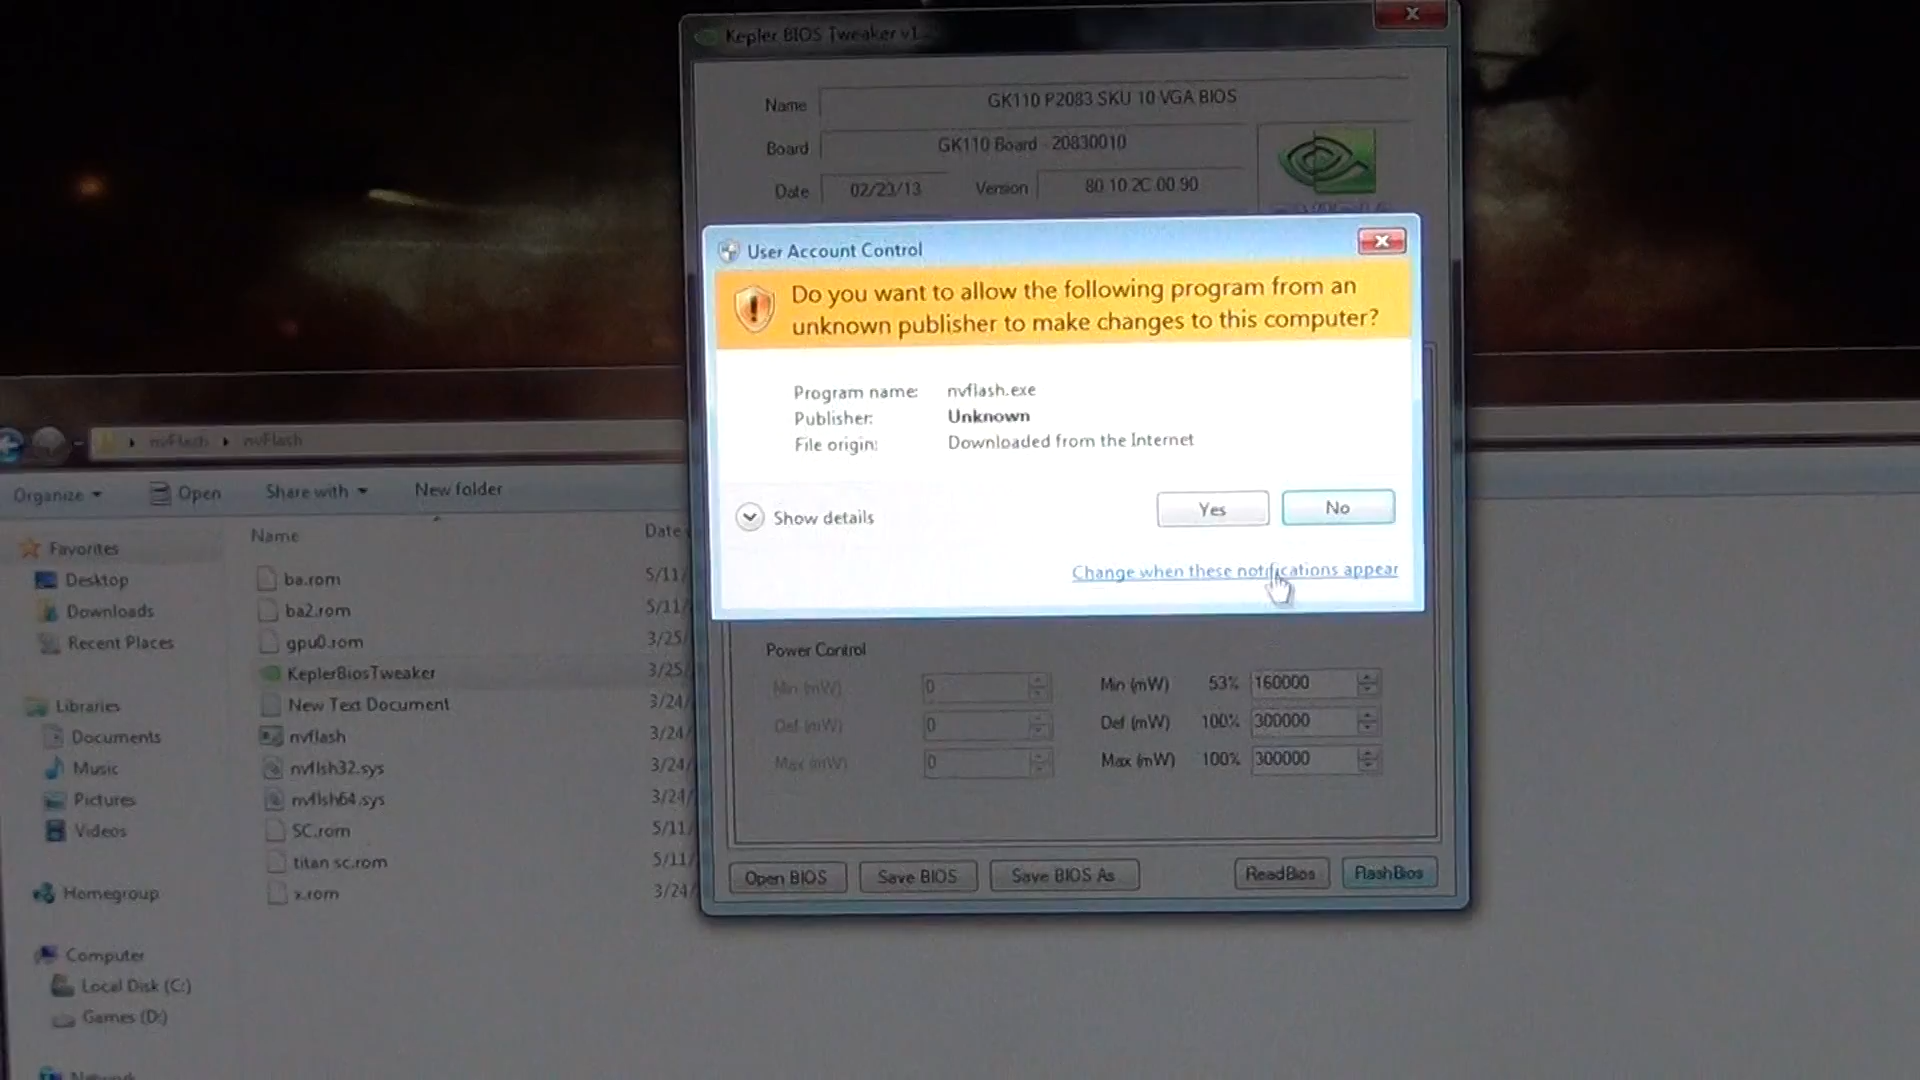 Kepler BIOS Tweaker v1
Name GK110 P2083 SKU 10 VGA BIOS
Board GK110 Board - 20830010
Date 02/23/13 Version 80.10.2C.00.90
User Account Control
Do you want to allow the following program from an
unknown publisher to make changes to this computer?
Program name: nvflash.exe
Publisher: Unknown
File origin: Downloaded from the Internet
Show details Yes No
Change when these notifications appear
nvFlash nvFlash
Organize Open Share with New folder
Name Date
Favorites
Desktop
Downloads
Recent Places
Libraries
Documents
Music
Pictures
Videos
Homegroup
Computer
Local Disk (C:)
Games (D:)
Network
ba.rom 5/11/
ba2.rom 5/11/
gpu0.rom 3/25/
KeplerBiosTweaker 3/25/
New Text Document 3/24/
nvflash 3/24/
nvflsh32.sys 3/24/
nvflsh64.sys 3/24/
SC.rom 5/11/
titan sc.rom 5/11/
x.rom 3/24/
Power Control
Min (mW) 0 Min (mW) 53% 160000
Def (mW) 0 Def (mW) 100% 300000
Max (mW) 0 Max (mW) 100% 300000
Open BIOS Save BIOS Save BIOS As ReadBios FlashBios